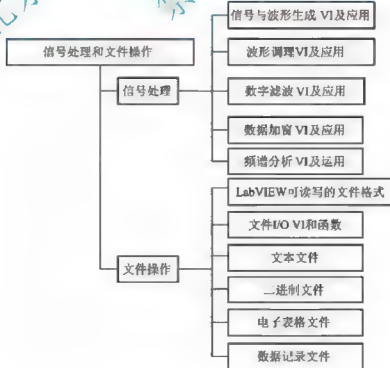 信号与波形生成 VI及应用
信号处理和文件操作
波形调理VI及应用
信号处理
数字滤波 VI及应用
数据加窗 VI及应用
频谱分析 VI及运用
LabVIEW可读写的文件格式
文件I/O VI和函数
文本文件
文件操作
二进制文件
电子表格文件
数据记录文件